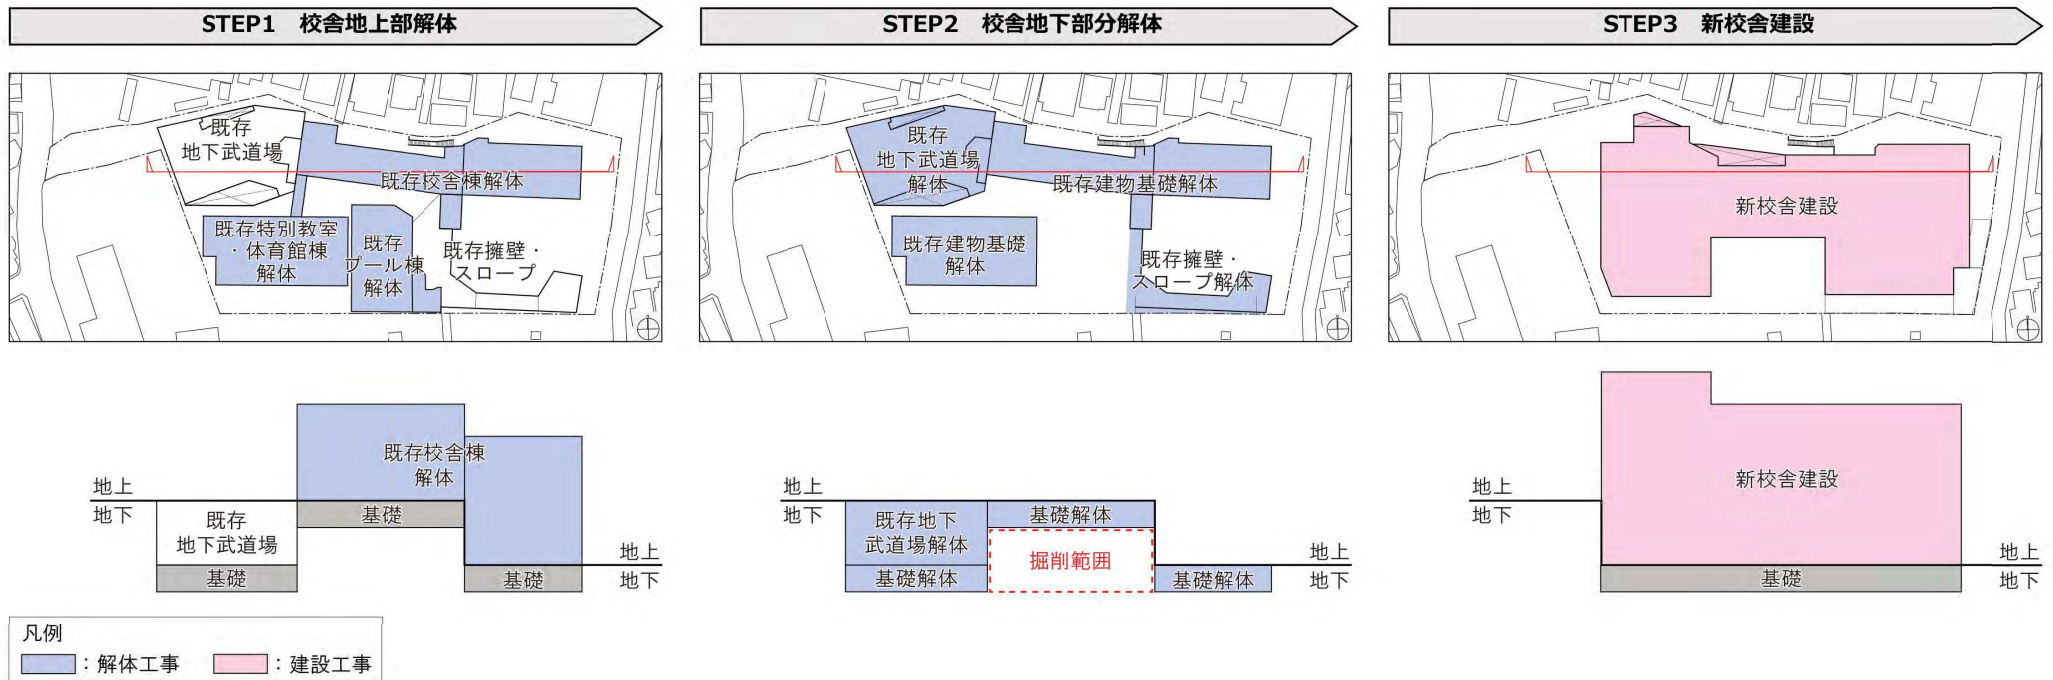 STEP1 校舎地上部解体
STEP2 校舎地下部分解体
STEP3 新校舎建設
既存
地下武道場
既存校舎棟解体
既存特別教室
・体育館棟
解体
既存
プール棟
解体
既存擁壁・
スロープ
既存
地下武道場
解体
既存建物基礎解体
既存建物基礎
解体
既存擁壁・
スロープ解体
新校舎建設
既存校舎棟
解体
地上
地下
既存
地下武道場
基礎
基礎
基礎
地上
地下
地上
地下
既存地下
武道場解体
基礎解体
基礎解体
掘削範囲
基礎解体
地上
地下
新校舎建設
地上
地下
基礎
地上
地下
凡例
：解体工事
：建設工事